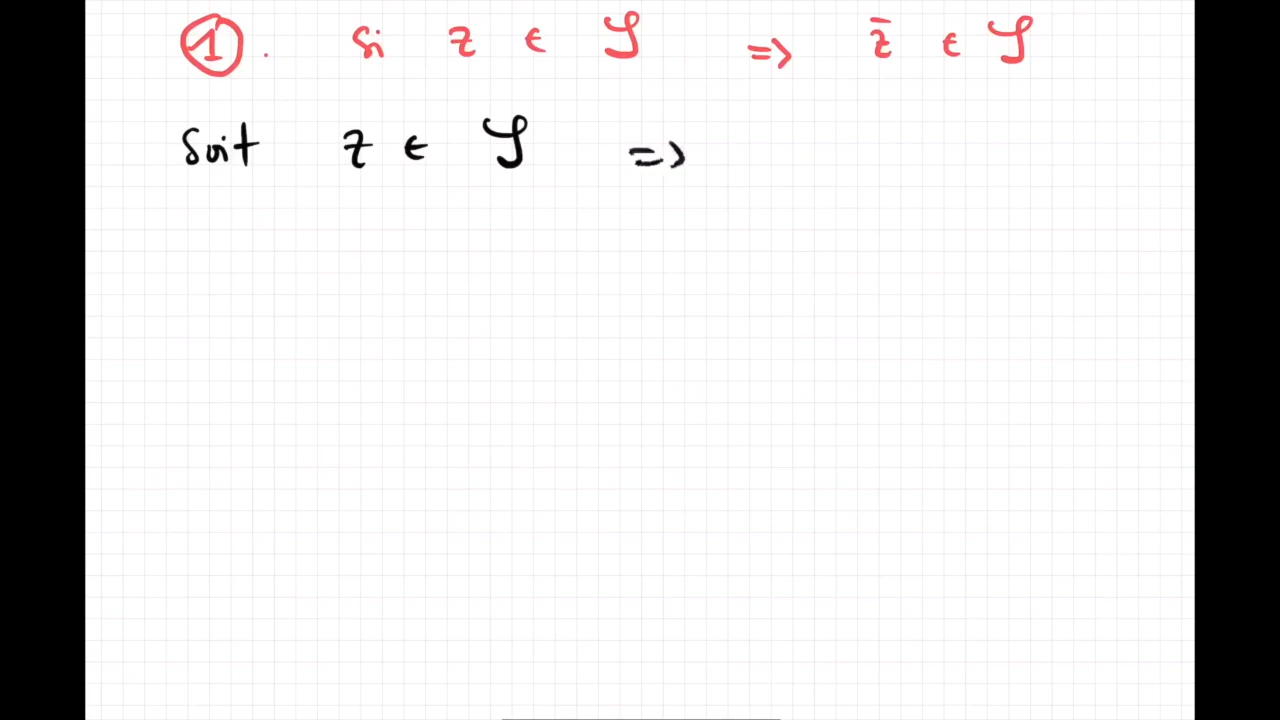 ①. Si z ∈ 𝒮 => z̄ ∈ 𝒮
Soit z ∈ 𝒮 =>